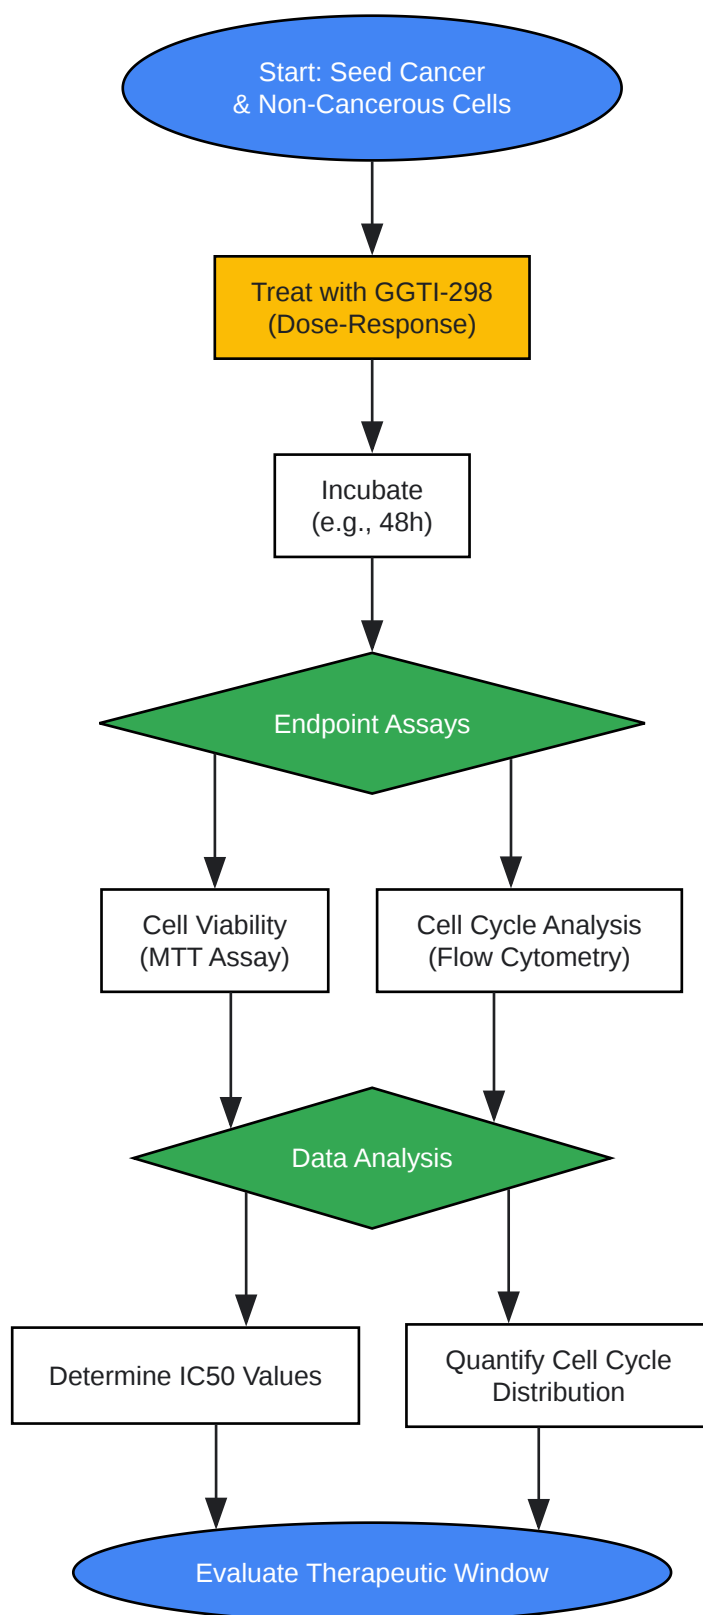 Start: Seed Cancer
& Non-Cancerous Cells
Treat with GGTI-298
(Dose-Response)
Incubate
(e.g., 48h)
Endpoint Assays
Cell Viability
(MTT Assay)
Cell Cycle Analysis
(Flow Cytometry)
Data Analysis
Determine IC50 Values
Quantify Cell Cycle
Distribution
Evaluate Therapeutic Window